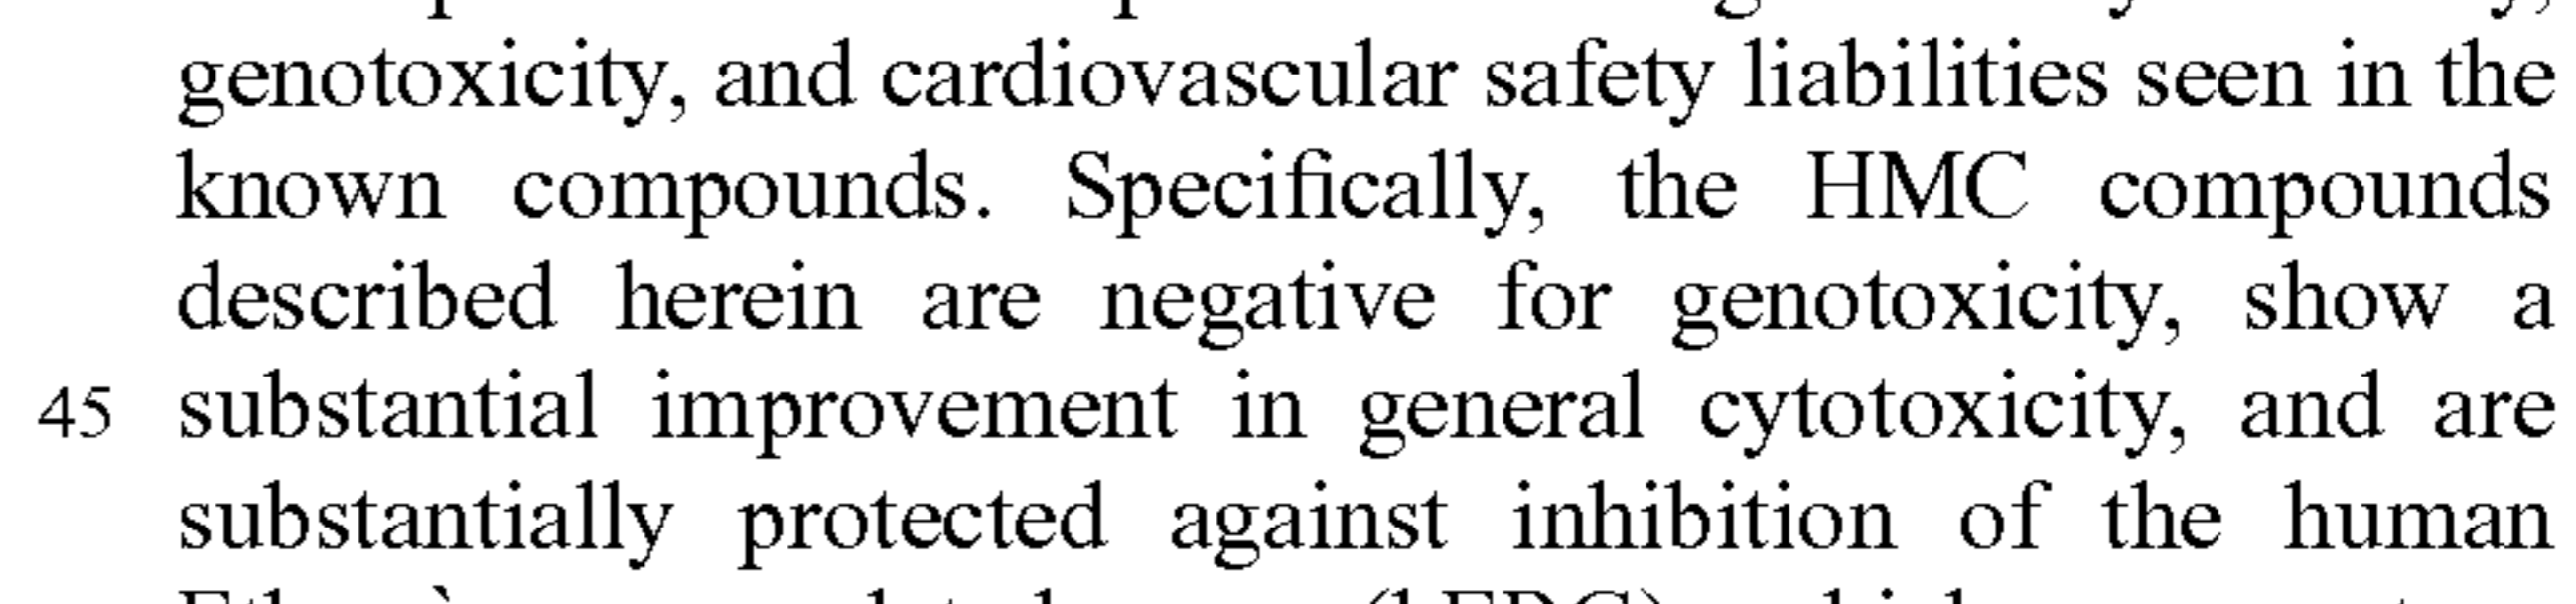 genotoxicity, and cardiovascular safety liabilities seen in the
known compounds. Specifically, the HMC compounds
described herein are negative for genotoxicity, show a
45 substantial improvement in general cytotoxicity, and are
substantially protected against inhibition of the human